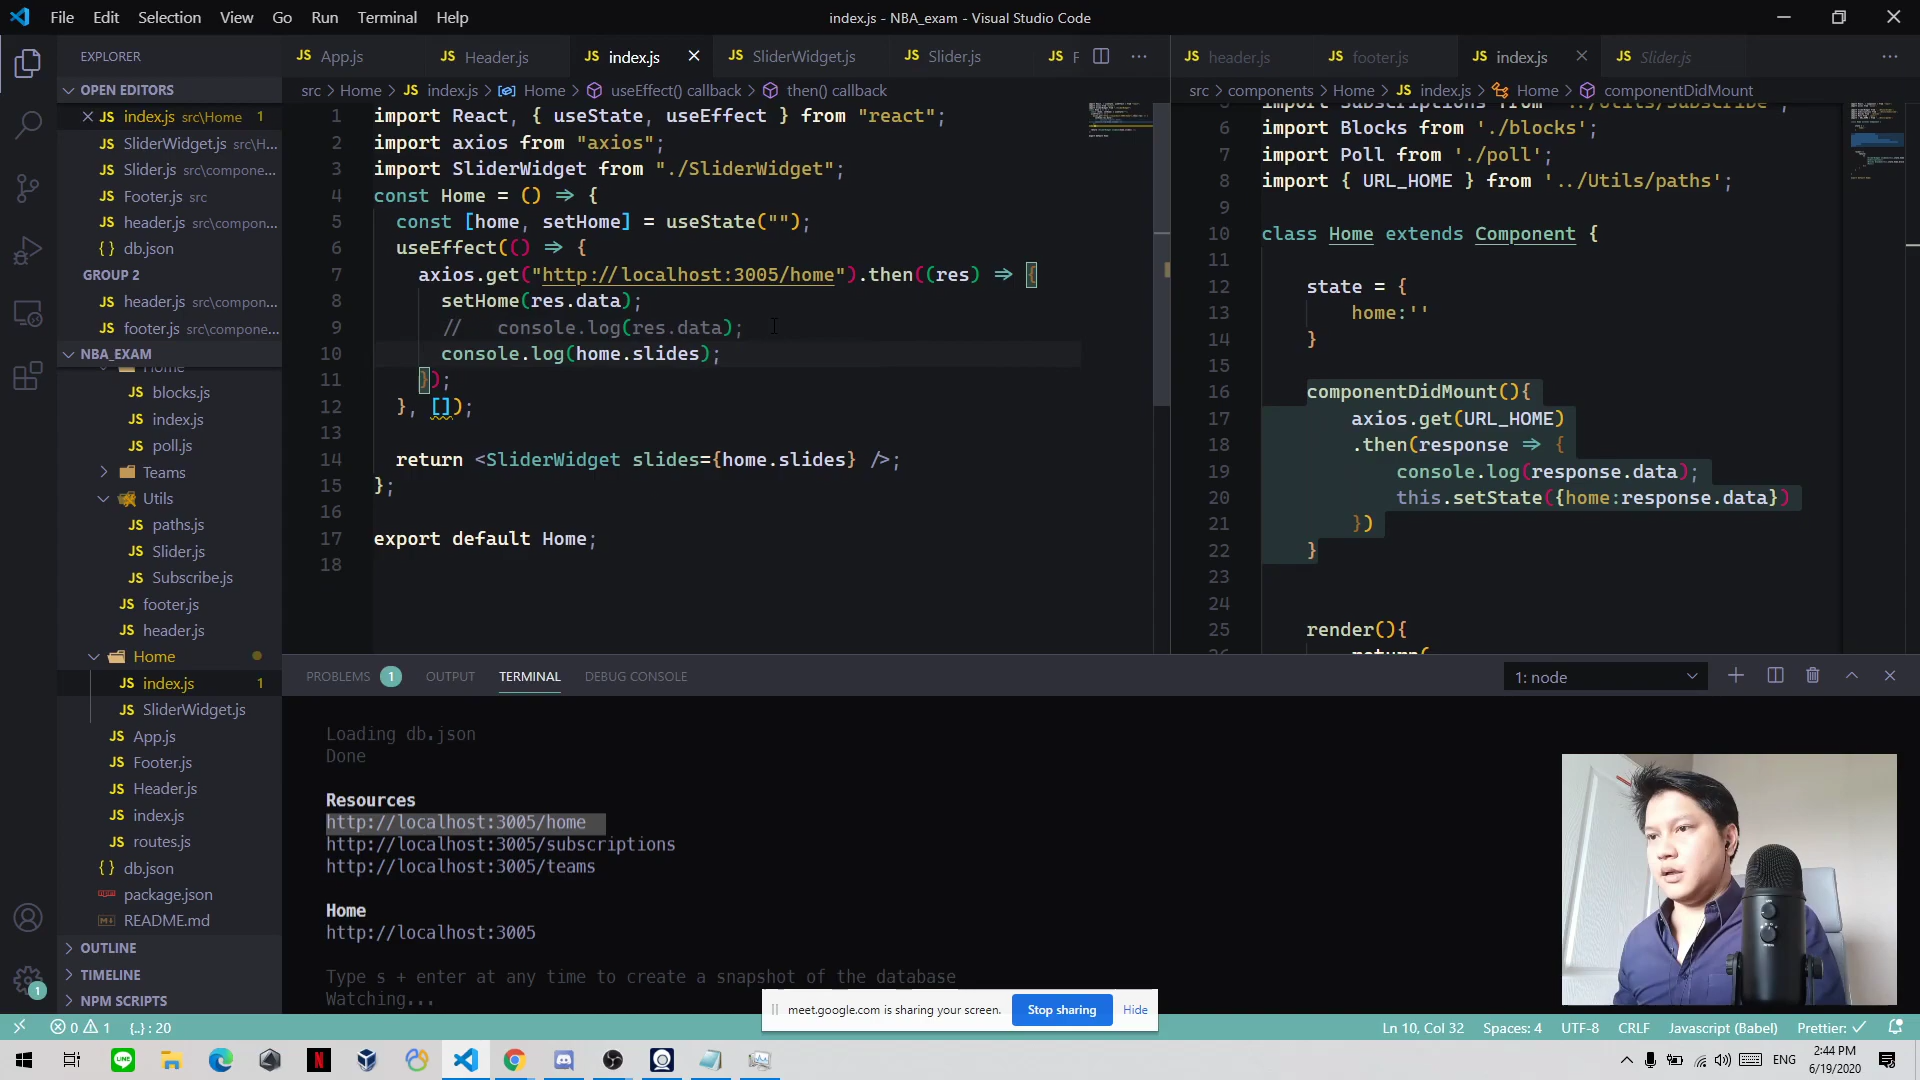 File Edit Selection View Go Run Terminal Help
index.js - NBA_exam - Visual Studio Code
EXPLORER
OPEN EDITORS
index.js src\Home 1
SliderWidget.js src\H...
Slider.js src\compone...
Footer.js src
header.js src\compon...
{} db.json
GROUP 2
header.js src\compon...
footer.js src\compone...
NBA_EXAM
Home
JS blocks.js
JS index.js
JS poll.js
Teams
Utils
JS paths.js
JS Slider.js
JS Subscribe.js
JS footer.js
JS header.js
Home
JS index.js 1
JS SliderWidget.js
JS App.js
JS Footer.js
JS Header.js
JS index.js
JS routes.js
{} db.json
package.json
README.md
OUTLINE
TIMELINE
NPM SCRIPTS
JS App.js JS Header.js JS index.js JS SliderWidget.js JS Slider.js JS F
src > Home > JS index.js > Home > useEffect() callback > then() callback
1 import React, { useState, useEffect } from "react";
2 import axios from "axios";
3 import SliderWidget from "./SliderWidget";
4 const Home = () => {
5 const [home, setHome] = useState("");
6 useEffect(() => {
7 axios.get("http://localhost:3005/home").then((res) => {
8 setHome(res.data);
9 // console.log(res.data);
10 console.log(home.slides);
11 });
12 }, []);
13
14 return <SliderWidget slides={home.slides} />;
15 };
16
17 export default Home;
18
JS header.js JS footer.js JS index.js JS Slider.js
src > components > Home > JS index.js > Home > componentDidMount
import Subscriptions from '../Utils/Subscribe';
6 import Blocks from './blocks';
7 import Poll from './poll';
8 import { URL_HOME } from '../Utils/paths';
9
10 class Home extends Component {
11
12 state = {
13 home:''
14 }
15
16 componentDidMount(){
17 axios.get(URL_HOME)
18 .then(response => {
19 console.log(response.data);
20 this.setState({home:response.data})
21 })
22 }
23
24
25 render(){
26 return(
PROBLEMS 1 OUTPUT TERMINAL DEBUG CONSOLE
1: node
Loading db.json
Done
Resources
http://localhost:3005/home
http://localhost:3005/subscriptions
http://localhost:3005/teams
Home
http://localhost:3005
Type s + enter at any time to create a snapshot of the database
Watching...
meet.google.com is sharing your screen. Stop sharing Hide
0 1 {..} : 20
Ln 10, Col 32 Spaces: 4 UTF-8 CRLF Javascript (Babel) Prettier: ✓
LINE N
ENG
2:44 PM
6/19/2020